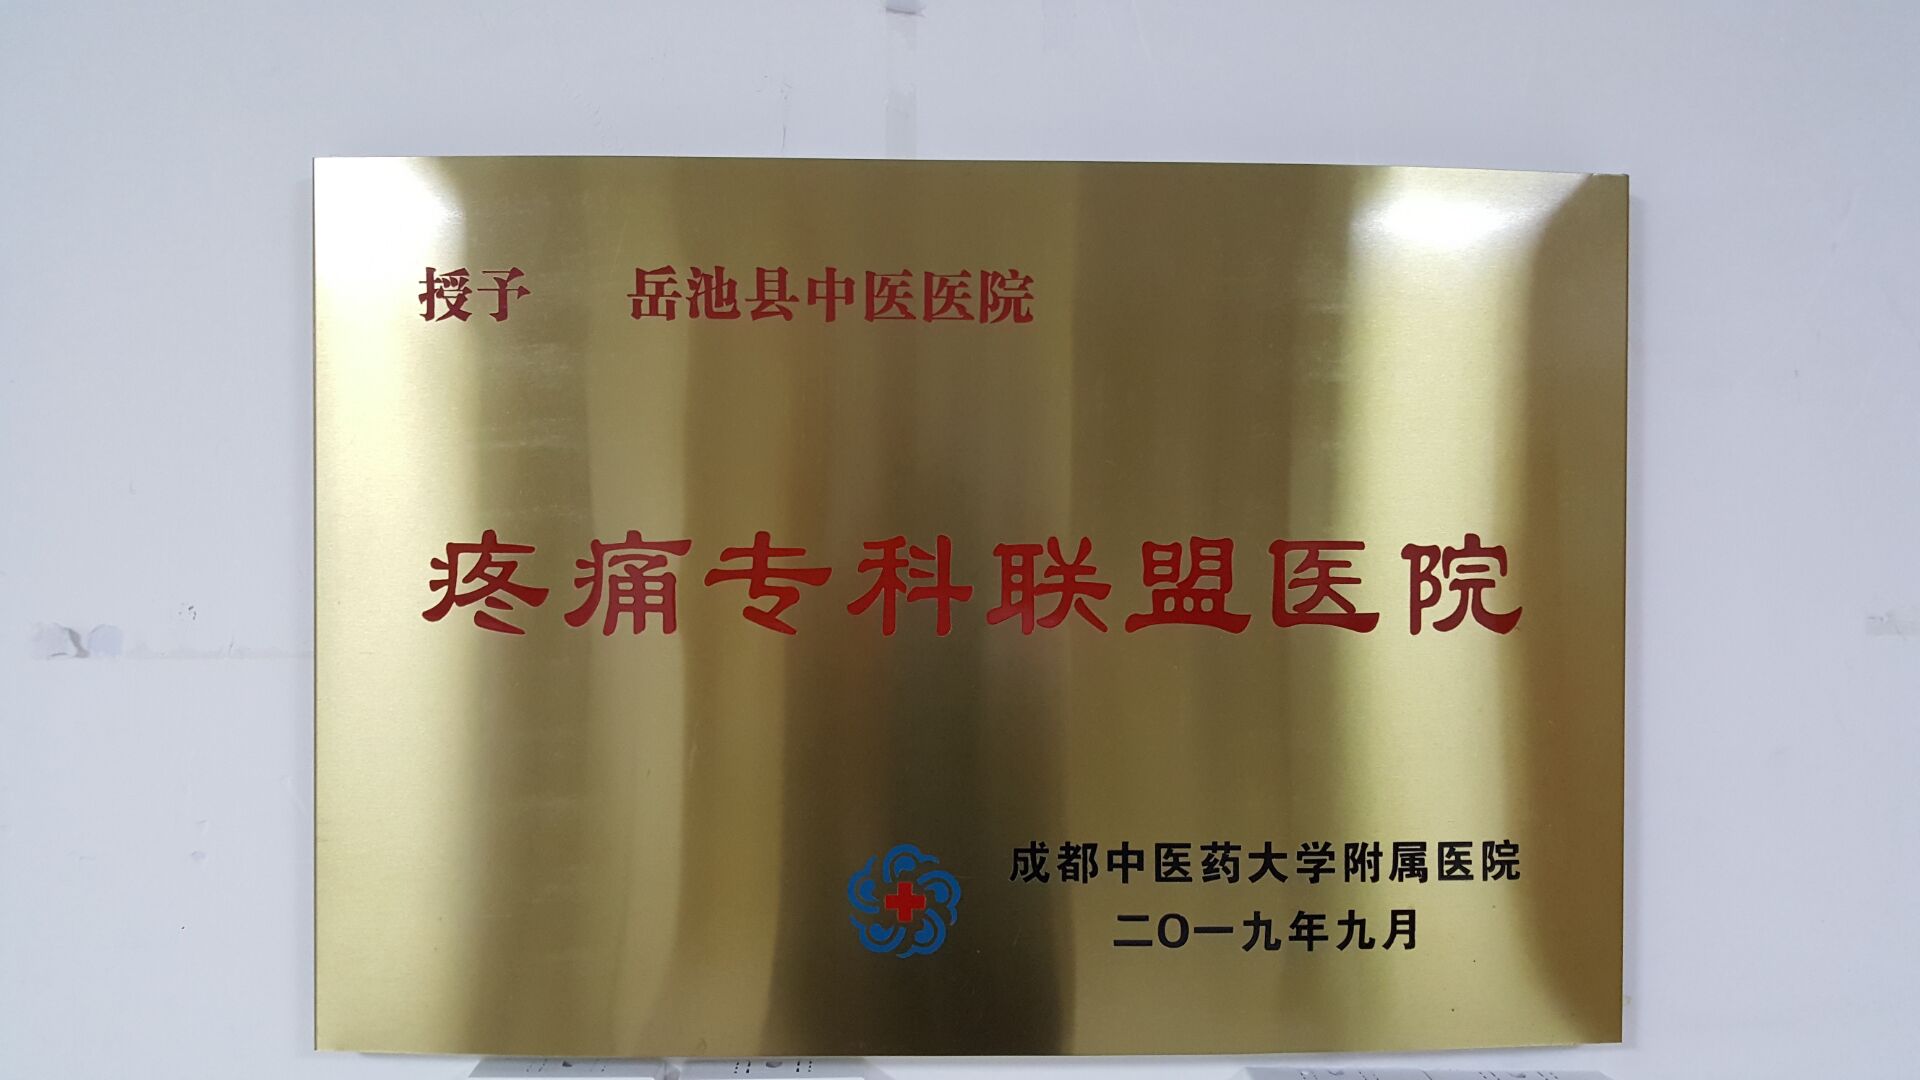 授予 岳池县中医医院
疼痛专科联盟医院
成都中医药大学附属医院
二〇一九年九月